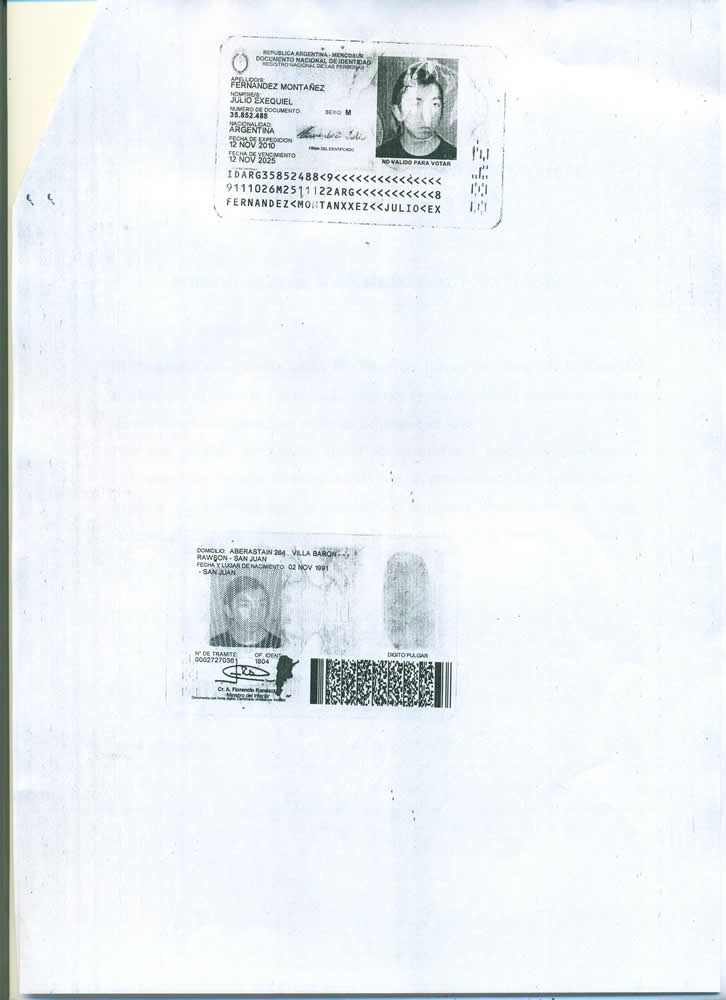 REPUBLICA ARGENTINA - MERCOSUR
DOCUMENTO NACIONAL DE IDENTIDAD
REGISTRO NACIONAL DE LAS PERSONAS
APELLIDO/S:
FERNANDEZ MONTAÑEZ
NOMBRE/S:
JULIO EXEQUIEL
NUMERO DE DOCUMENTO: SEXO: M
35.852.488
NACIONALIDAD:
ARGENTINA
FECHA DE EXPEDICION
12 NOV 2010
FECHA DE VENCIMIENTO
12 NOV 2025
FIRMA DEL IDENTIFICADO
NO VALIDO PARA VOTAR
IDARG35852488<9<<<<<<<<<<<<<<<
9111026M2511122ARG<<<<<<<<<<<8
FERNANDEZ<MONTANXXEZ<<JULIO<EX
DOMICILIO: ABERASTAIN 264 VILLA BARON - - -
RAWSON - SAN JUAN
FECHA Y LUGAR DE NACIMIENTO: 02 NOV 1991
- SAN JUAN
Nº DE TRAMITE OF. IDENT.
00027270361 1804
DIGITO PULGAR
Cr. A. Florencio Randazzo
Ministro del Interior